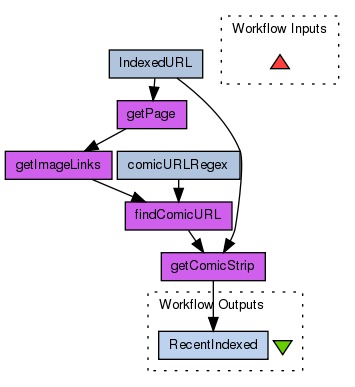 Workflow Inputs
IndexedURL
getPage
getImageLinks
comicURLRegex
findComicURL
getComicStrip
Workflow Outputs
RecentIndexed